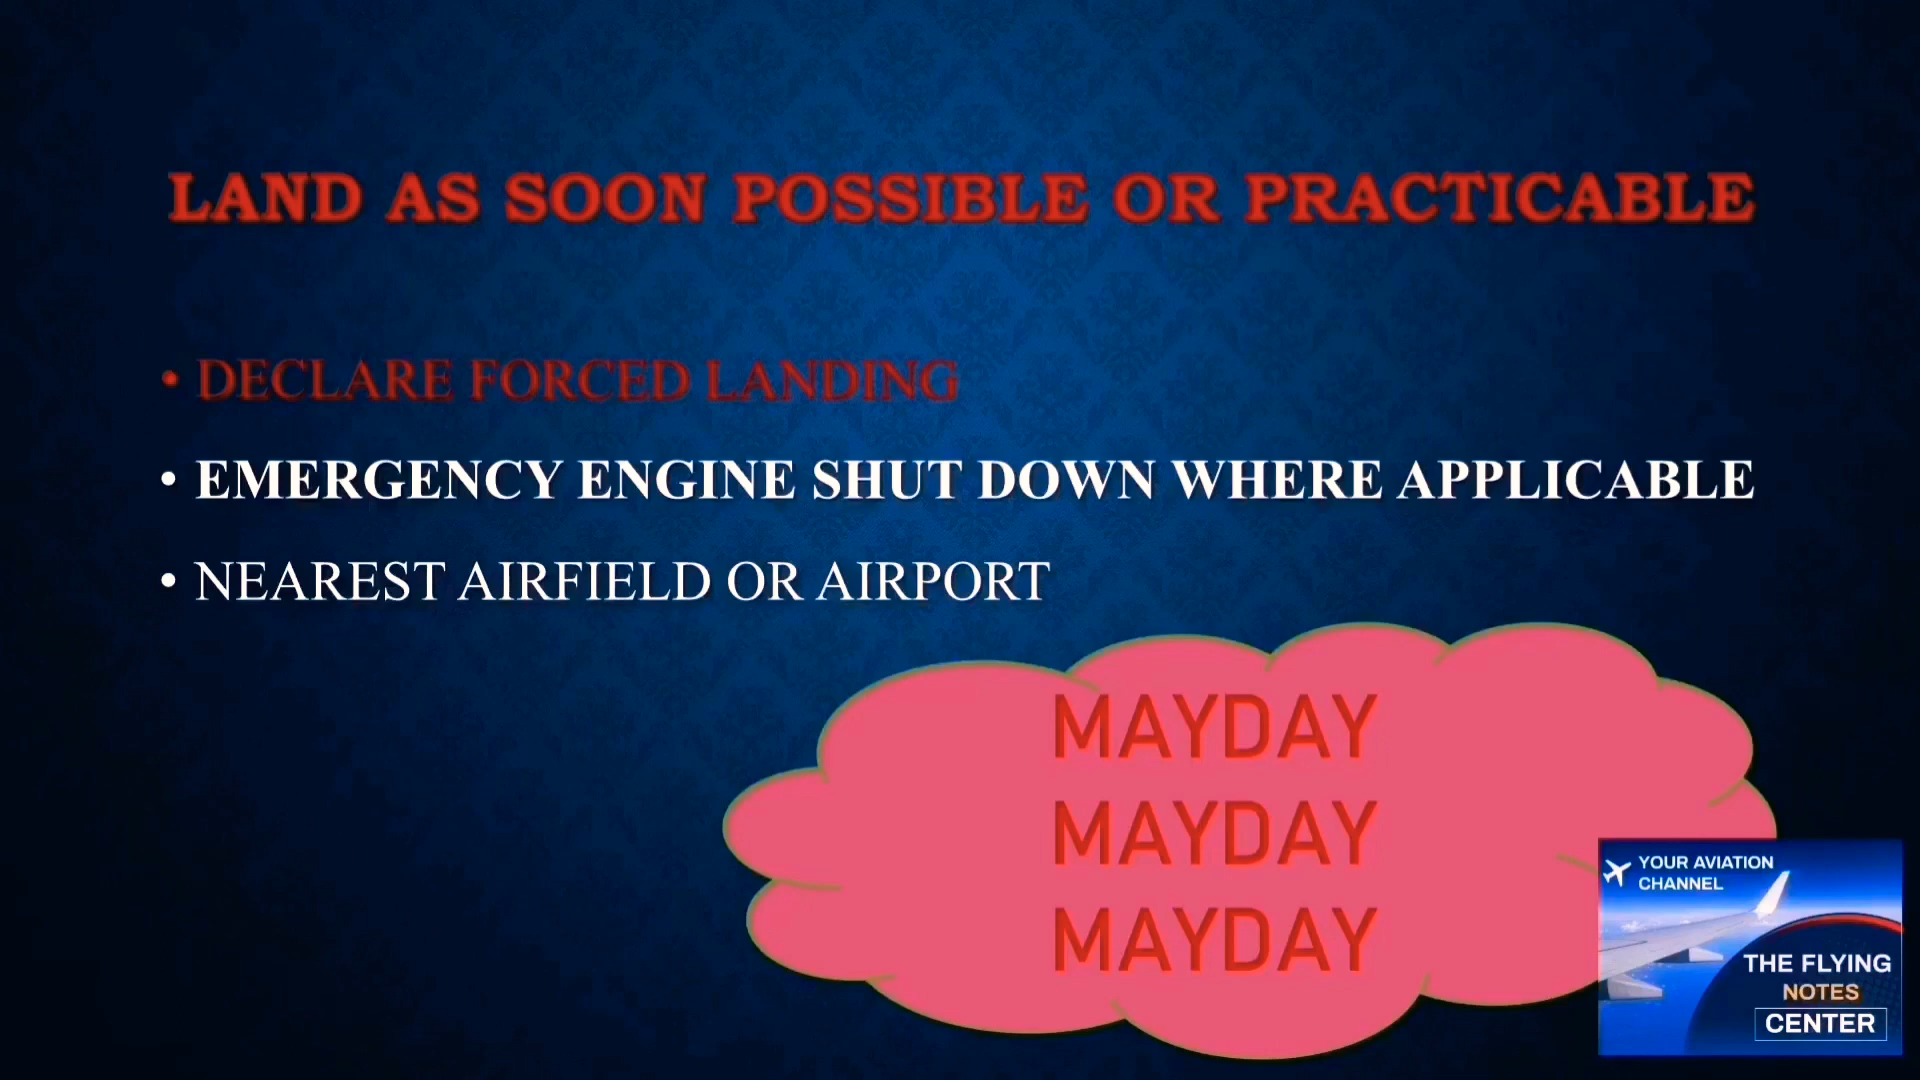 LAND AS SOON POSSIBLE OR PRACTICABLE
• DECLARE FORCED LANDING
• EMERGENCY ENGINE SHUT DOWN WHERE APPLICABLE
• NEAREST AIRFIELD OR AIRPORT
MAYDAY
MAYDAY
MAYDAY
YOUR AVIATION
CHANNEL
THE FLYING
NOTES
CENTER